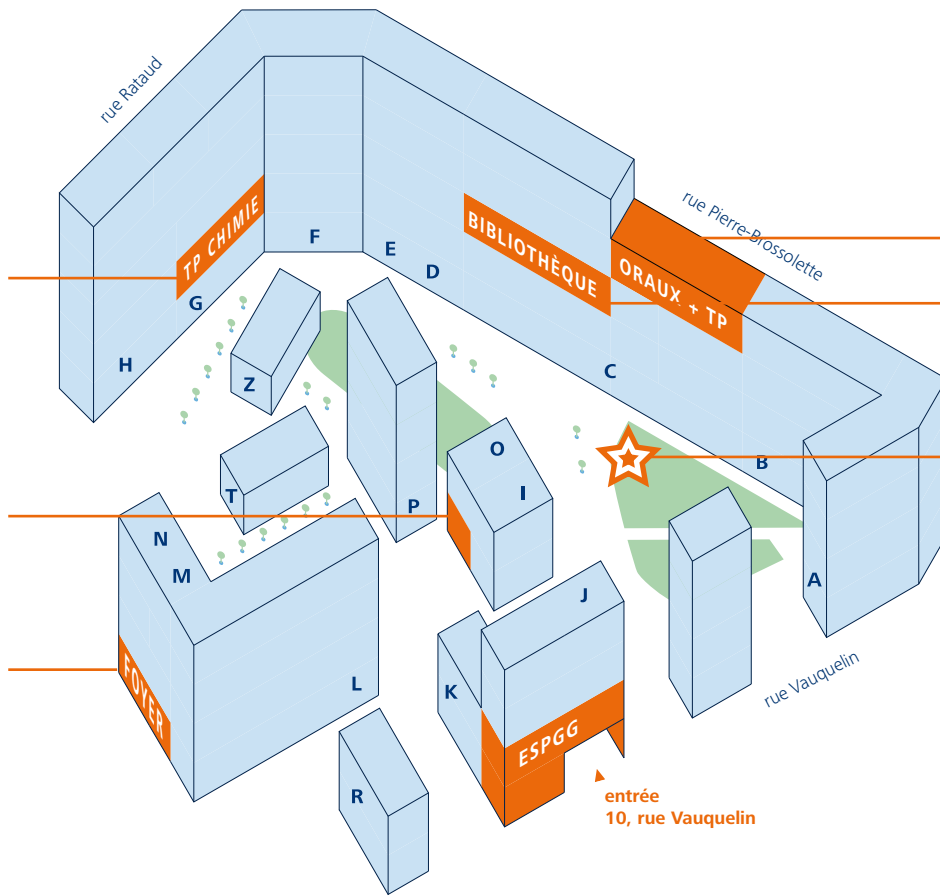 rue Rataud
rue Pierre-Brossolette
TP CHIMIE
F
E
D
BIBLIOTHÈQUE
ORAUX + TP
G
H
Z
C
B
O
I
T
P
N
M
A
J
L
K
FOYER
ESPGG
R
rue Vauquelin
entrée
10, rue Vauquelin